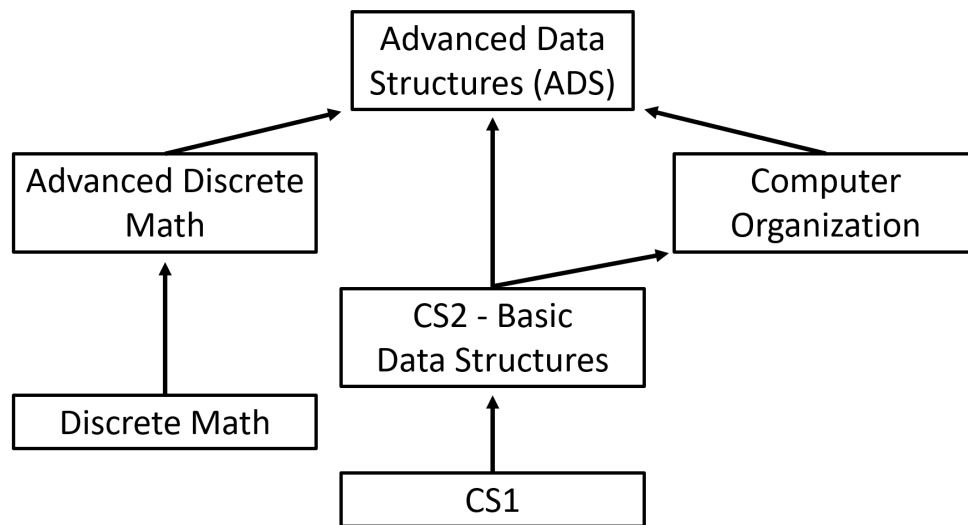 Advanced Data
Structures (ADS)
Advanced Discrete
Math
Computer
Organization
CS2 - Basic
Data Structures
Discrete Math
CS1